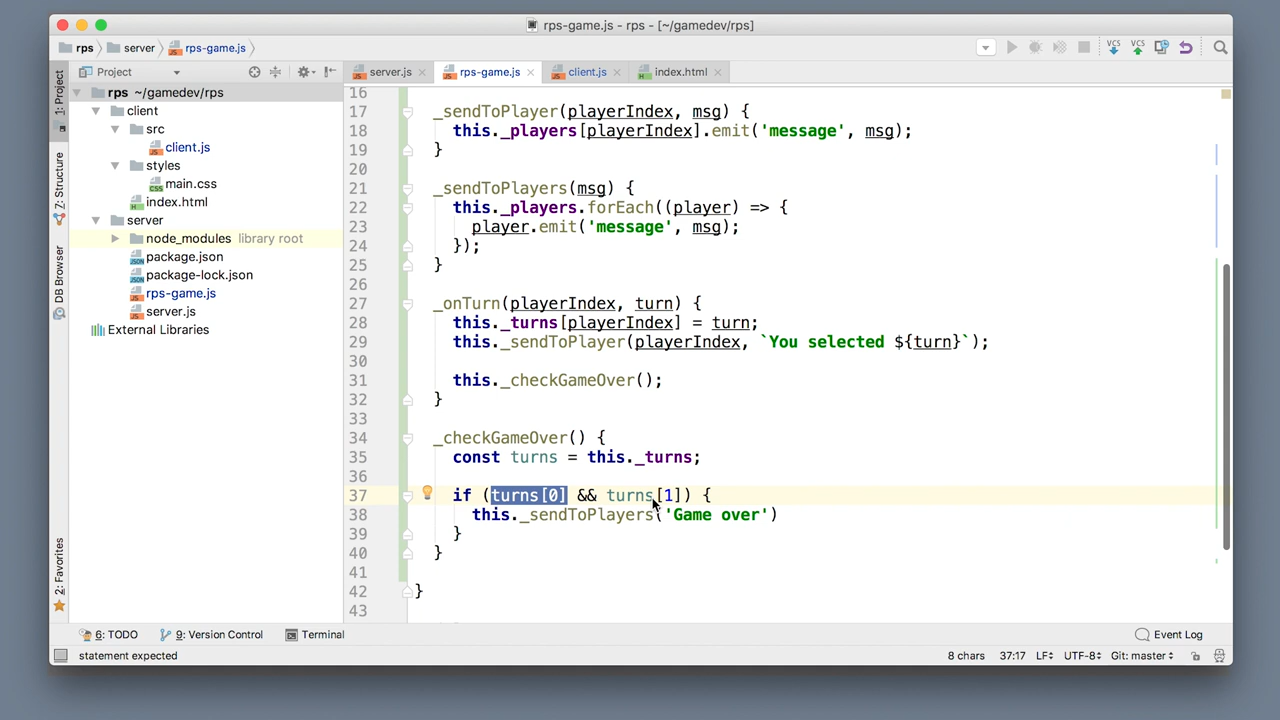 rps-game.js - rps - [~/gamedev/rps]
rps server rps-game.js
Project server.js rps-game.js client.js index.html
1: Project
7: Structure
DB Browser
2: Favorites
rps ~/gamedev/rps
client
src
client.js
styles
main.css
index.html
server
node_modules library root
package.json
package-lock.json
rps-game.js
server.js
External Libraries
16
17 _sendToPlayer(playerIndex, msg) {
18 this._players[playerIndex].emit('message', msg);
19 }
20
21 _sendToPlayers(msg) {
22 this._players.forEach((player) => {
23 player.emit('message', msg);
24 });
25 }
26
27 _onTurn(playerIndex, turn) {
28 this._turns[playerIndex] = turn;
29 this._sendToPlayer(playerIndex, `You selected ${turn}`);
30
31 this._checkGameOver();
32 }
33
34 _checkGameOver() {
35 const turns = this._turns;
36
37 if (turns[0] && turns[1]) {
38 this._sendToPlayers('Game over')
39 }
40 }
41
42 }
43
6: TODO 9: Version Control Terminal Event Log
statement expected 8 chars 37:17 LF UTF-8 Git: master